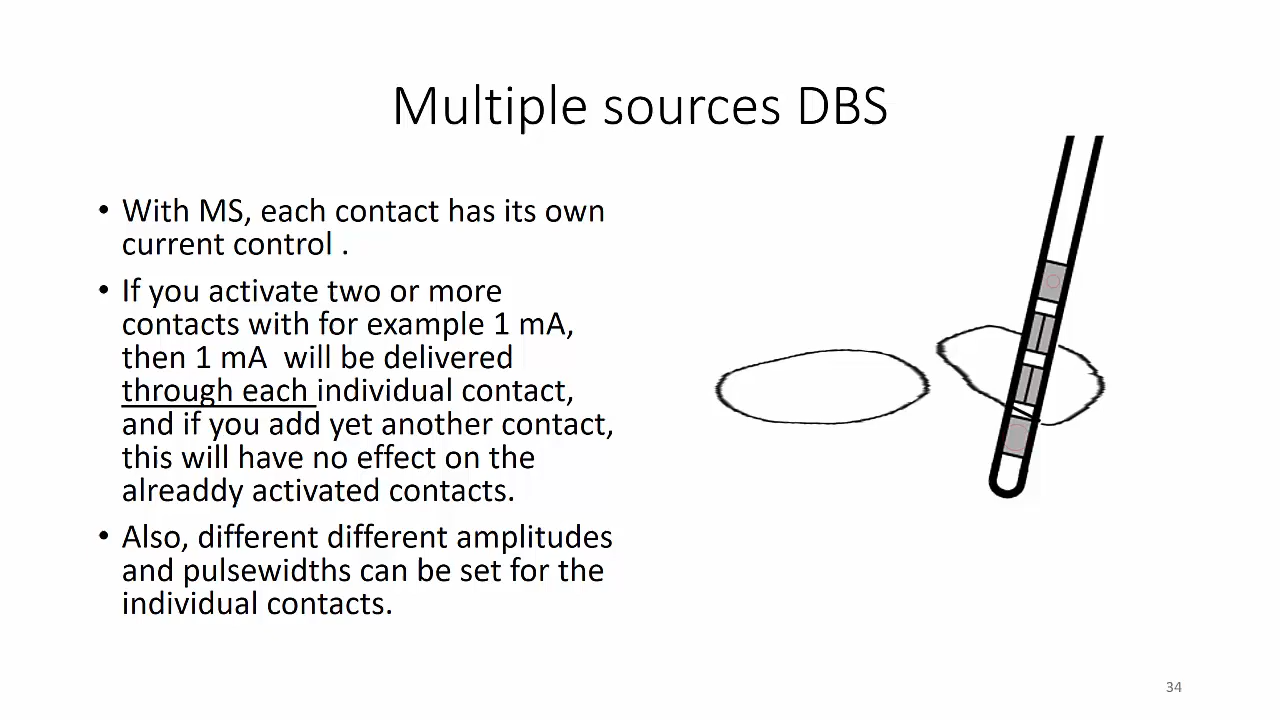 Multiple sources DBS
• With MS, each contact has its own
current control .
• If you activate two or more
contacts with for example 1 mA,
then 1 mA  will be delivered
through each individual contact,
and if you add yet another contact,
this will have no effect on the
alreaddy activated contacts.
• Also, different different amplitudes
and pulsewidths can be set for the
individual contacts.
34